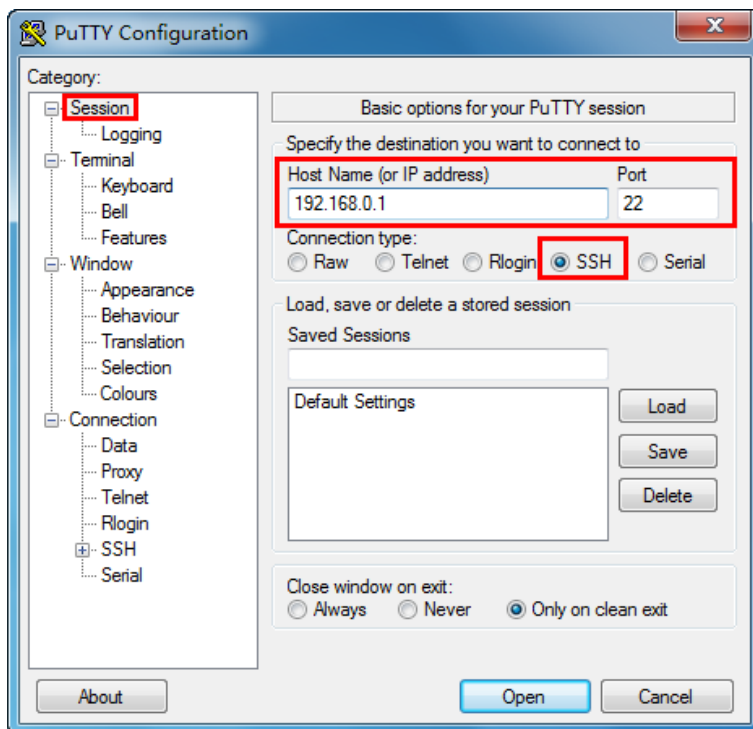 PuTTY Configuration
Category:
Session
Logging
Terminal
Keyboard
Bell
Features
Window
Appearance
Behaviour
Translation
Selection
Colours
Connection
Data
Proxy
Telnet
Rlogin
SSH
Serial
Basic options for your PuTTY session
Specify the destination you want to connect to
Host Name (or IP address) Port
192.168.0.1 22
Connection type:
Raw Telnet Rlogin SSH Serial
Load, save or delete a stored session
Saved Sessions
Default Settings
Load
Save
Delete
Close window on exit:
Always Never Only on clean exit
About Open Cancel